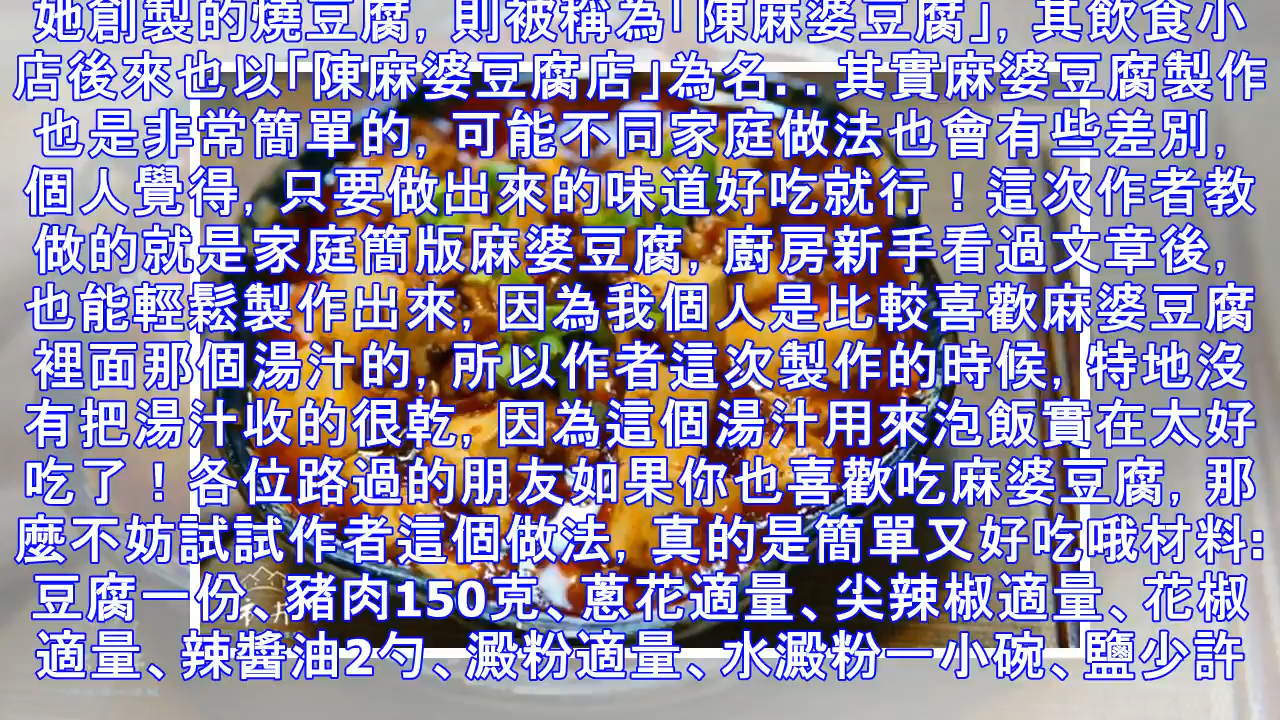 她創製的燒豆腐, 則被稱為「陳麻婆豆腐」, 其飲食小
店後來也以「陳麻婆豆腐店」為名..其實麻婆豆腐製作
也是非常簡單的, 可能不同家庭做法也會有些差別,
個人覺得, 只要做出來的味道好吃就行！這次作者教
做的就是家庭簡版麻婆豆腐, 廚房新手看過文章後,
也能輕鬆製作出來, 因為我個人是比較喜歡麻婆豆腐
裡面那個湯汁的, 所以作者這次製作的時候, 特地沒
有把湯汁收的很乾, 因為這個湯汁用來泡飯實在太好
吃了！各位路過的朋友如果你也喜歡吃麻婆豆腐, 那
麼不妨試試作者這個做法, 真的是簡單又好吃哦材料:
豆腐一份、豬肉150克、蔥花適量、尖辣椒適量、花椒
適量、辣醬油2勺、澱粉適量、水澱粉一小碗、鹽少許